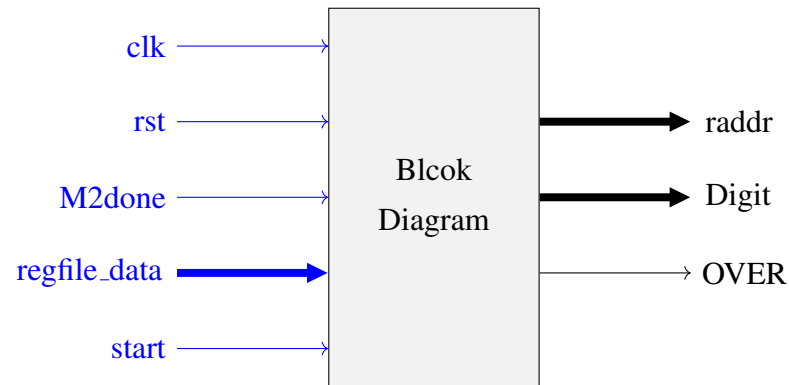 clk
rst
M2done
regfile_data
start
Blcok
Diagram
raddr
Digit
OVER